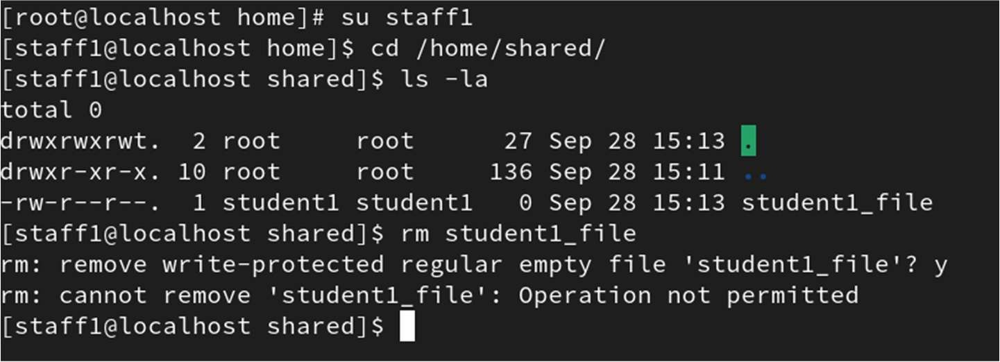 [root@localhost home]# su staff1
[staff1@localhost home]$ cd /home/shared/
[staff1@localhost shared]$ ls -la
total 0
drwxrwxrwt.  2 root     root      27 Sep 28 15:13 .
drwxr-xr-x. 10 root     root     136 Sep 28 15:11 ..
-rw-r--r--.  1 student1 student1   0 Sep 28 15:13 student1_file
[staff1@localhost shared]$ rm student1_file
rm: remove write-protected regular empty file 'student1_file'? y
rm: cannot remove 'student1_file': Operation not permitted
[staff1@localhost shared]$